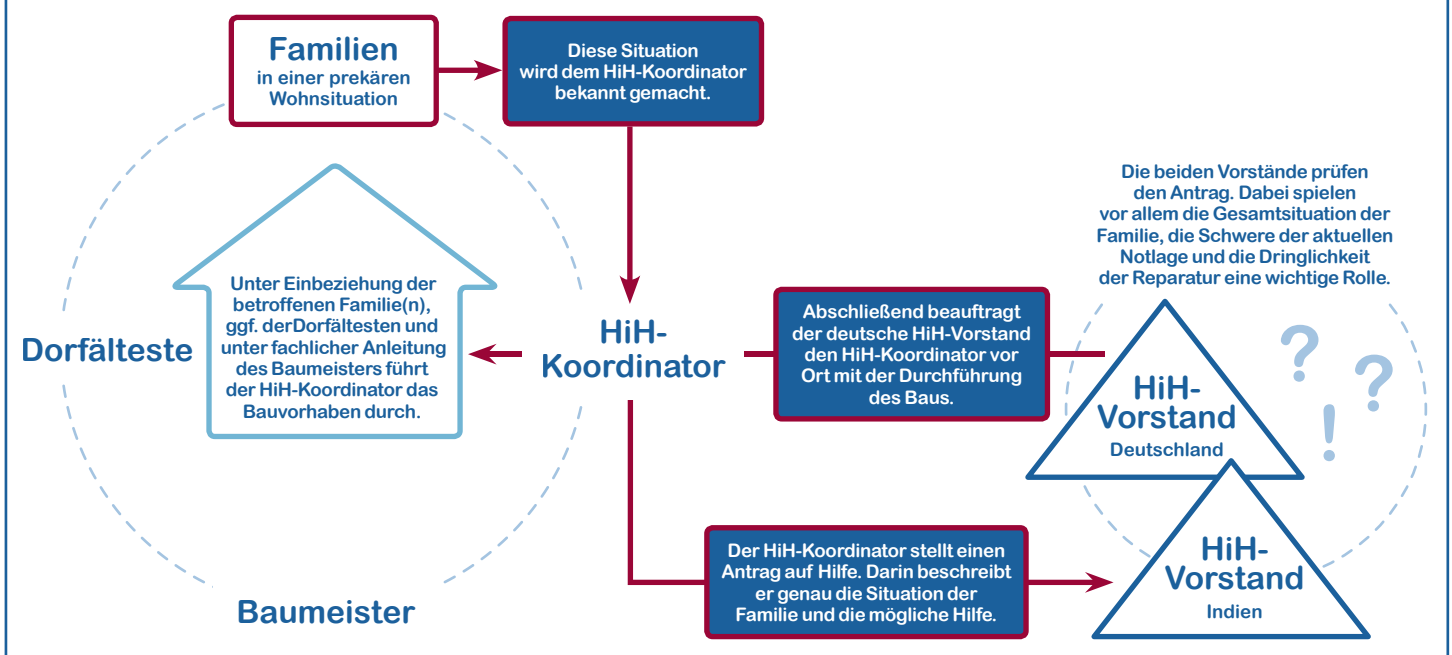 Familien
in einer prekären
Wohnsituation
Diese Situation
wird dem HiH-Koordinator
bekannt gemacht.
Die beiden Vorstände prüfen
den Antrag. Dabei spielen
vor allem die Gesamtsituation der
Familie, die Schwere der aktuellen
Notlage und die Dringlichkeit
der Reparatur eine wichtige Rolle.
Unter Einbeziehung der
betroffenen Familie(n),
ggf. derDorfältesten und
unter fachlicher Anleitung
des Baumeisters führt
der HiH-Koordinator das
Bauvorhaben durch.
Dorfälteste
HiH-
Koordinator
Abschließend beauftragt
der deutsche HiH-Vorstand
den HiH-Koordinator vor
Ort mit der Durchführung
des Baus.
? ?
!
HiH-
Vorstand
Deutschland
Der HiH-Koordinator stellt einen
Antrag auf Hilfe. Darin beschreibt
er genau die Situation der
Familie und die mögliche Hilfe.
HiH-
Vorstand
Indien
Baumeister